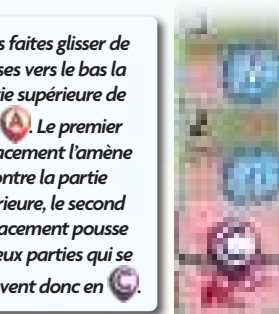 s faites glisser de
ses vers le bas la
ie supérieure de
A. Le premier
acement l'amène
ontre la partie
rieure, le second
acement pousse
eux parties qui se
vent donc en C.
C